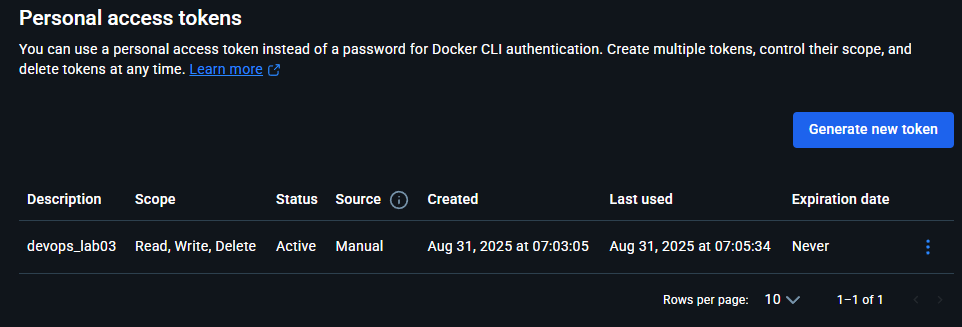 Personal access tokens
You can use a personal access token instead of a password for Docker CLI authentication. Create multiple tokens, control their scope, and
delete tokens at any time. Learn more
Generate new token
Description Scope Status Source Created Last used Expiration date
devops_lab03 Read, Write, Delete Active Manual Aug 31, 2025 at 07:03:05 Aug 31, 2025 at 07:05:34 Never
Rows per page: 10 1–1 of 1